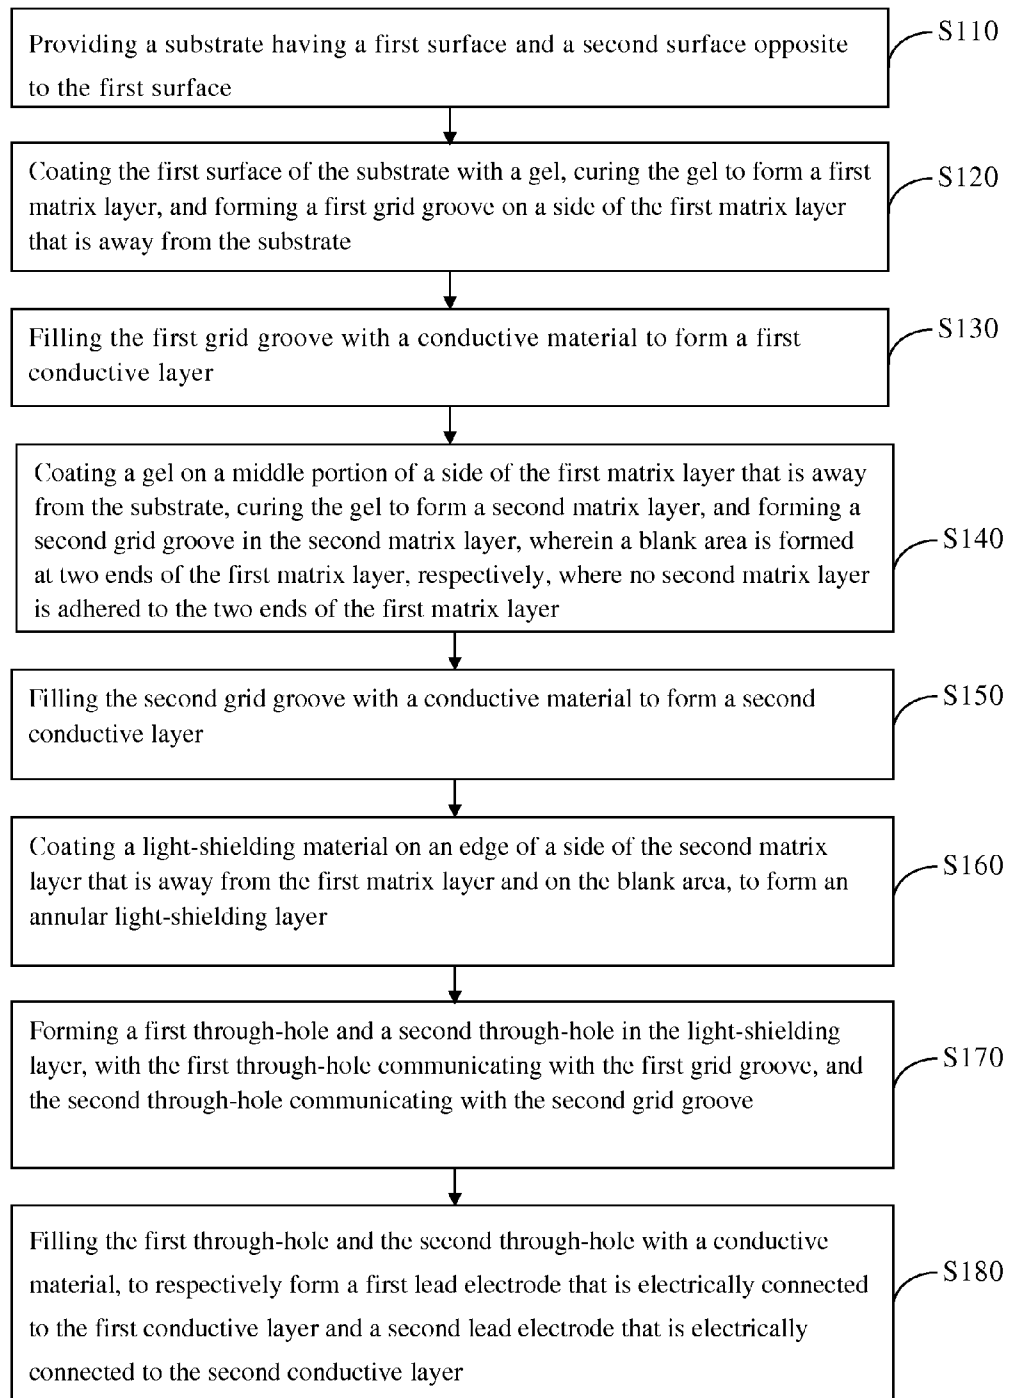 Providing a substrate having a first surface and a second surface opposite
to the first surface
S110
Coating the first surface of the substrate with a gel, curing the gel to form a first
matrix layer, and forming a first grid groove on a side of the first matrix layer
that is away from the substrate
S120
Filling the first grid groove with a conductive material to form a first
conductive layer
S130
Coating a gel on a middle portion of a side of the first matrix layer that is away
from the substrate, curing the gel to form a second matrix layer, and forming a
second grid groove in the second matrix layer, wherein a blank area is formed
at two ends of the first matrix layer, respectively, where no second matrix layer
is adhered to the two ends of the first matrix layer
S140
Filling the second grid groove with a conductive material to form a second
conductive layer
S150
Coating a light-shielding material on an edge of a side of the second matrix
layer that is away from the first matrix layer and on the blank area, to form an
annular light-shielding layer
S160
Forming a first through-hole and a second through-hole in the light-shielding
layer, with the first through-hole communicating with the first grid groove, and
the second through-hole communicating with the second grid groove
S170
Filling the first through-hole and the second through-hole with a conductive
material, to respectively form a first lead electrode that is electrically connected
to the first conductive layer and a second lead electrode that is electrically
connected to the second conductive layer
S180